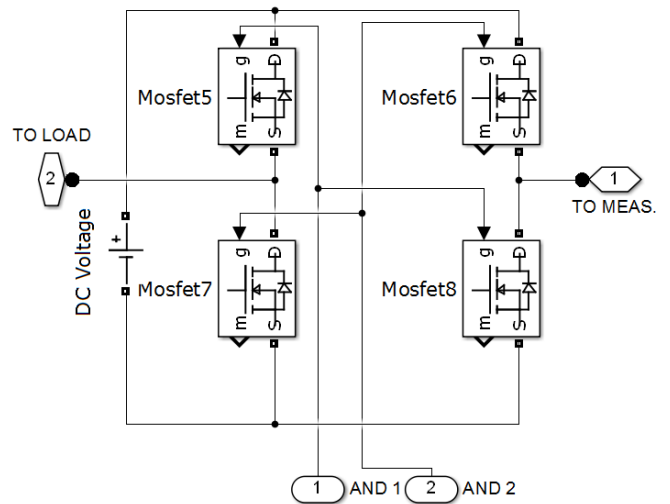 g
D
Mosfet5
m
S
g
D
Mosfet6
m
S
TO LOAD
2
1
TO MEAS.
DC Voltage
+
g
D
Mosfet7
m
S
g
D
Mosfet8
m
S
1 AND 1
2 AND 2